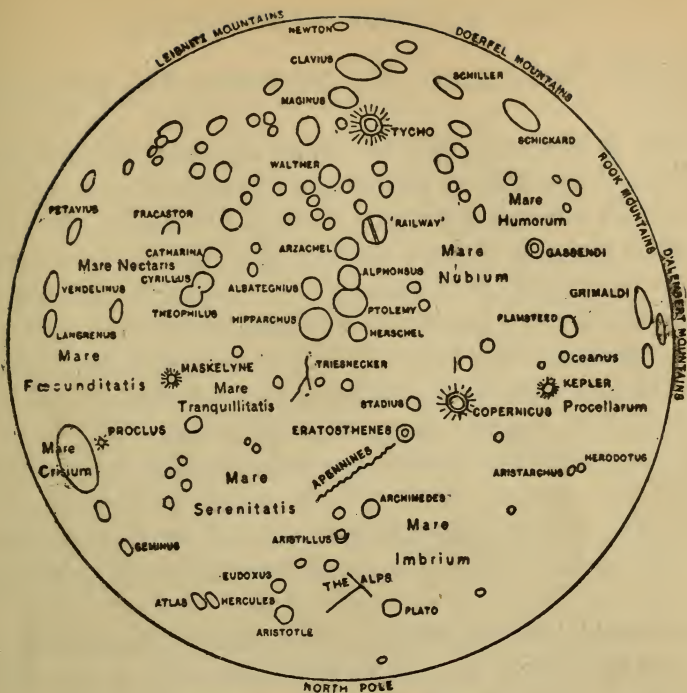 LEIBNITZ MOUNTAINS
NEWTON
DOERFEL MOUNTAINS
CLAVIUS
SCHILLER
MAGINUS
TYCHO
SCHICKARD
WALTHER
ROOK MOUNTAINS
PETAVIUS
FRACASTOR
'RAILWAY'
Mare
Humorum
CATHARINA
ARZACHEL
Mare
Nubium
GASSENDI
D'ALEMBERT MOUNTAINS
Mare Nectaris
CYRILLUS
ALPHONSUS
VENDELINUS
ALBATEGNIUS
GRIMALDI
THEOPHILUS
PTOLEMY
LANGRENUS
HIPPARCHUS
HERSCHEL
FLAMSTEED
Mare
Fœcunditatis
MASKELYNE
TRIESNECKER
Oceanus
Mare
Tranquillitatis
KEPLER
STADIUS
COPERNICUS
Procellarum
PROCLUS
ERATOSTHENES
Mare
Crisium
APENNINES
HERODOTUS
ARISTARCHUS
Mare
Serenitatis
ARCHIMEDES
Mare
Imbrium
GEMINUS
ARISTILLUS
EUDOXUS
THE ALPS
ATLAS
HERCULES
PLATO
ARISTOTLE
NORTH POLE